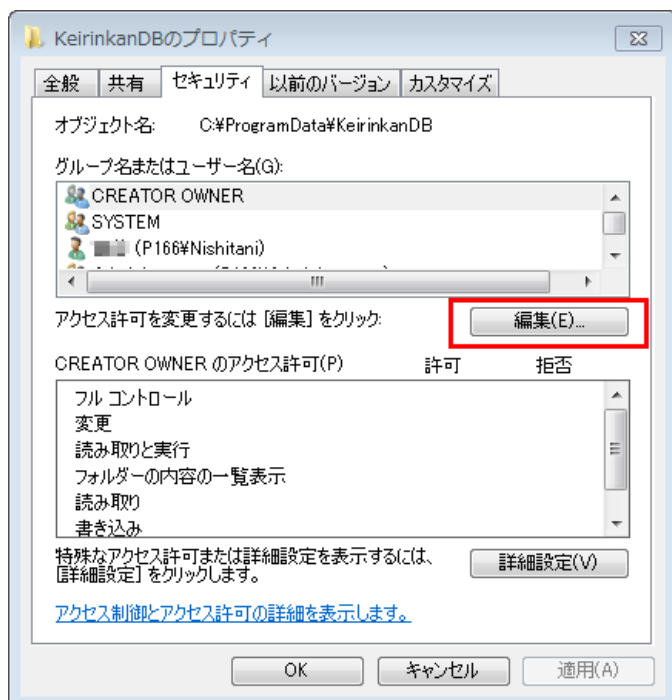 KeirinkanDBのプロパティ
全般 共有 セキュリティ 以前のバージョン カスタマイズ
オブジェクト名: C:¥ProgramData¥KeirinkanDB
グループ名またはユーザー名(G):
CREATOR OWNER
SYSTEM
(P166¥Nishitani)
アクセス許可を変更するには [編集] をクリック: 編集(E)...
CREATOR OWNER のアクセス許可(P) 許可 拒否
フル コントロール
変更
読み取りと実行
フォルダーの内容の一覧表示
読み取り
書き込み
特殊なアクセス許可または詳細設定を表示するには、 詳細設定(V)
[詳細設定] をクリックします。
アクセス制御とアクセス許可の詳細を表示します。
OK キャンセル 適用(A)